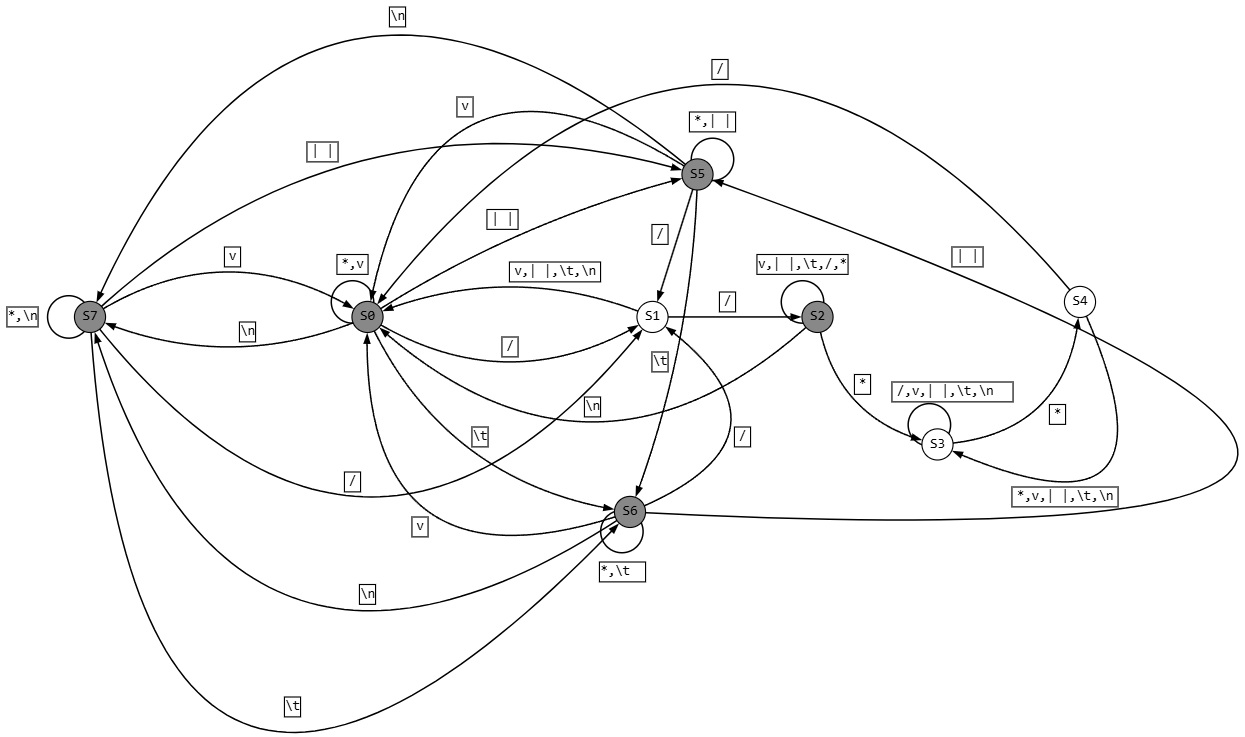 \n
/
v
*,| |
| |
S5
| |
/
v
*,v
v,| |,\t,\n
v,| |,\t,/,*
| |
*,\n
S7
S0
S1
/
S2
S4
\n
/
\t
*
/,v,| |,\t,\n
\n
*
\t
/
S3
/
*,v,| |,\t,\n
v
S6
*,\t
\n
\t